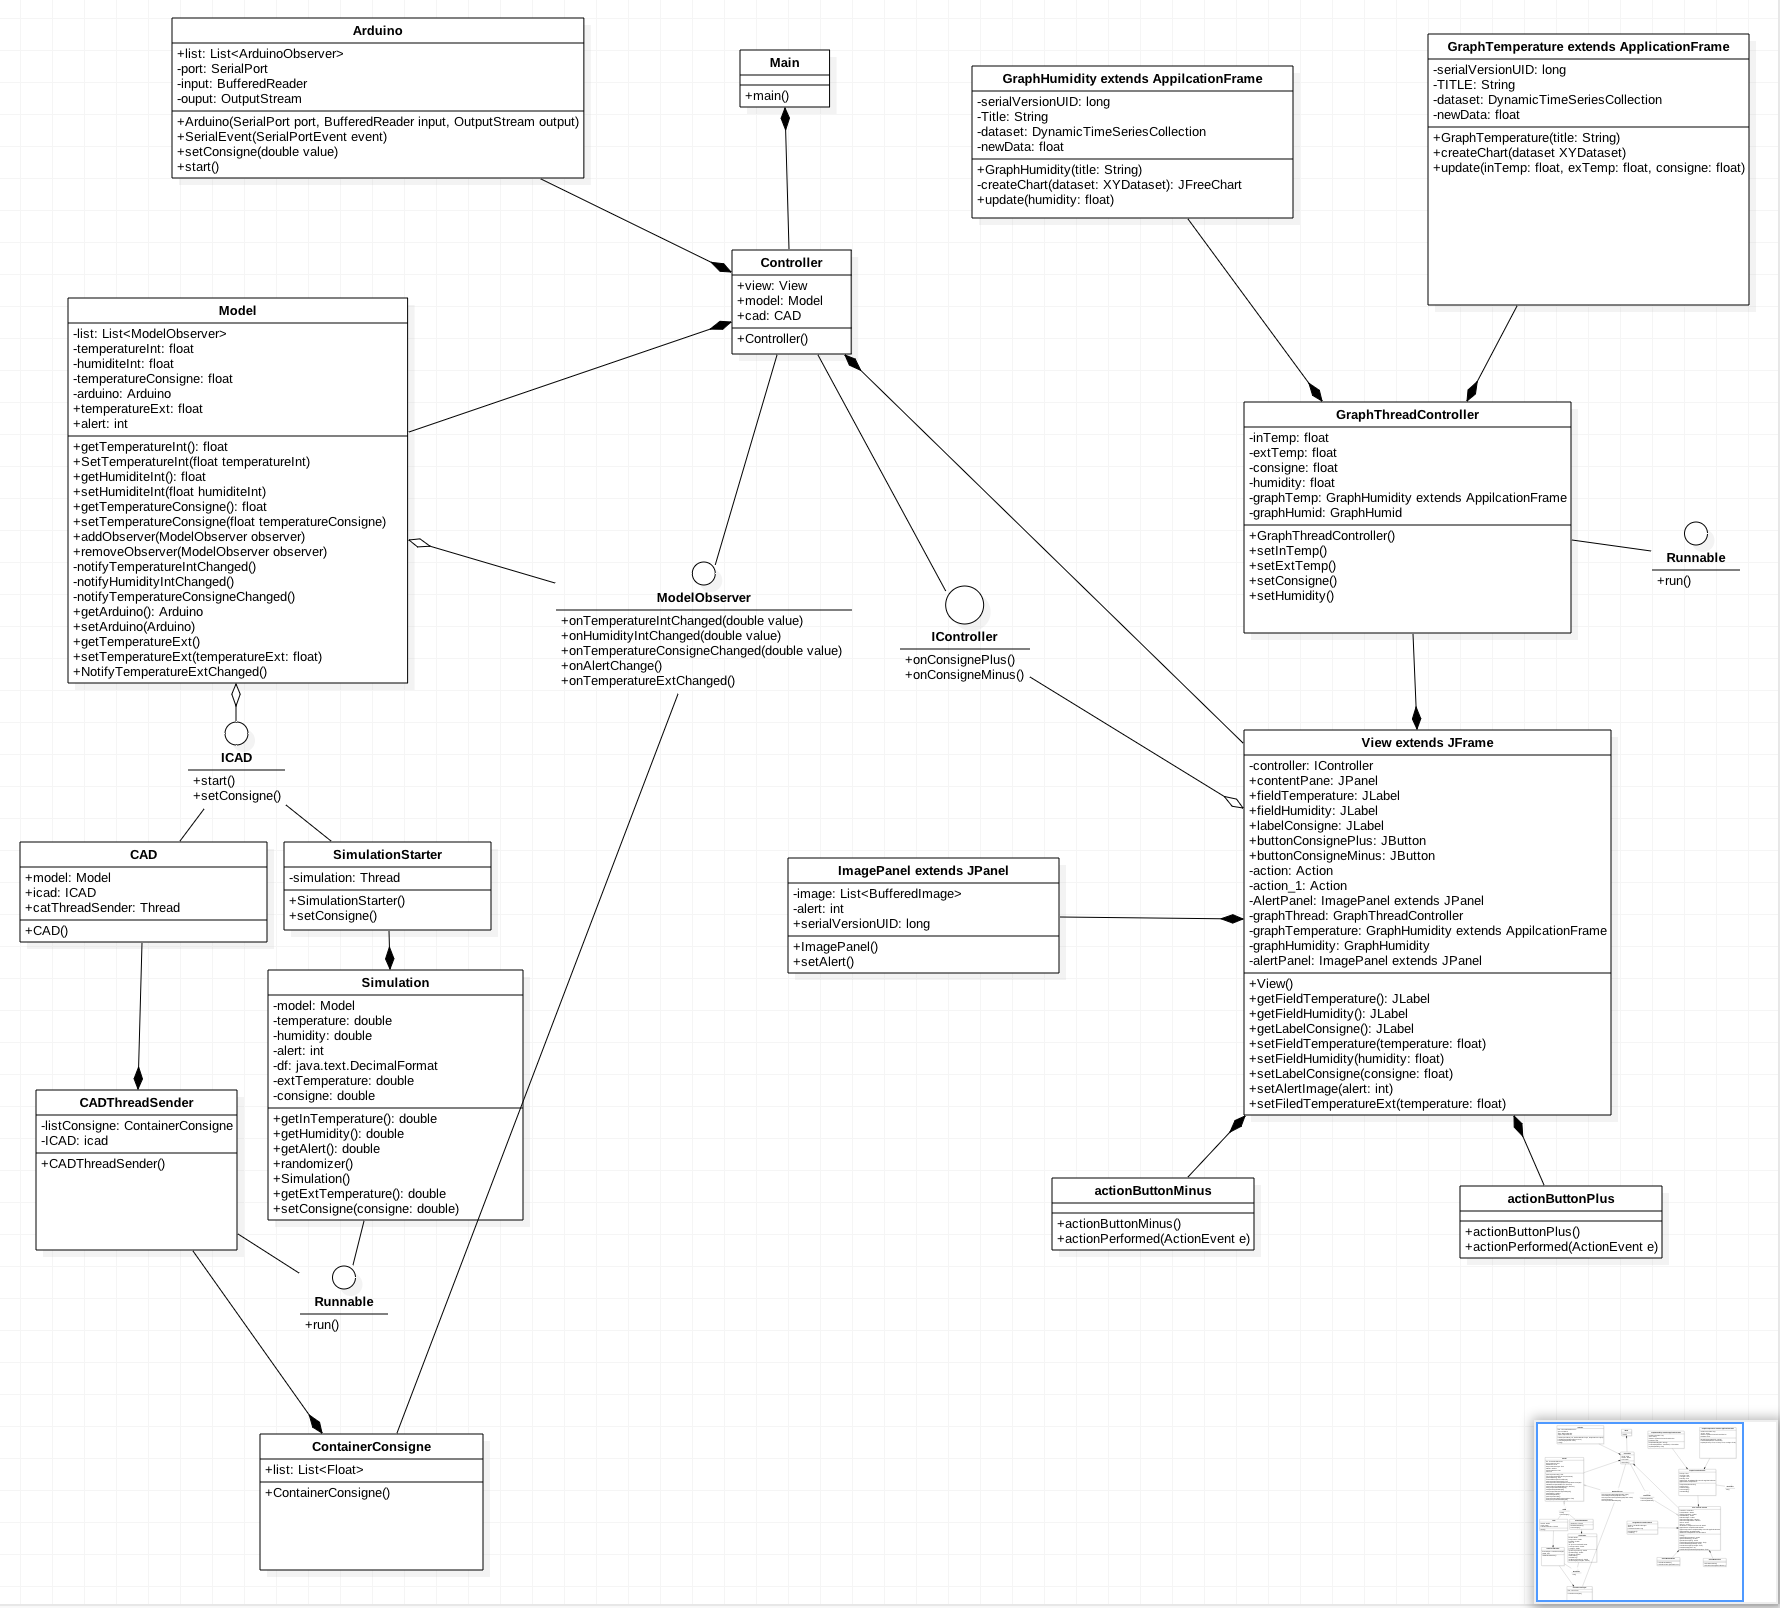 Arduino
+list: List<ArduinoObserver>
-port: SerialPort
-input: BufferedReader
-ouput: OutputStream
+Arduino(SerialPort port, BufferedReader input, OutputStream output)
+SerialEvent(SerialPortEvent event)
+setConsigne(double value)
+start()
Main
+main()
GraphHumidity extends AppilcationFrame
-serialVersionUID: long
-Title: String
-dataset: DynamicTimeSeriesCollection
-newData: float
+GraphHumidity(title: String)
-createChart(dataset: XYDataset): JFreeChart
+update(humidity: float)
GraphTemperature extends ApplicationFrame
-serialVersionUID: long
-TITLE: String
-dataset: DynamicTimeSeriesCollection
-newData: float
+GraphTemperature(title: String)
+createChart(dataset XYDataset)
+update(inTemp: float, exTemp: float, consigne: float)
Controller
+view: View
+model: Model
+cad: CAD
+Controller()
Model
-list: List<ModelObserver>
-temperatureInt: float
-humiditeInt: float
-temperatureConsigne: float
-arduino: Arduino
+temperatureExt: float
+alert: int
+getTemperatureInt(): float
+SetTemperatureInt(float temperatureInt)
+getHumiditeInt(): float
+setHumiditeInt(float humiditeInt)
+getTemperatureConsigne(): float
+setTemperatureConsigne(float temperatureConsigne)
+addObserver(ModelObserver observer)
+removeObserver(ModelObserver observer)
-notifyTemperatureIntChanged()
-notifyHumidityIntChanged()
-notifyTemperatureConsigneChanged()
+getArduino(): Arduino
+setArduino(Arduino)
+getTemperatureExt()
+setTemperatureExt(temperatureExt: float)
+NotifyTemperatureExtChanged()
GraphThreadController
-inTemp: float
-extTemp: float
-consigne: float
-humidity: float
-graphTemp: GraphHumidity extends AppilcationFrame
-graphHumid: GraphHumid
+GraphThreadController()
+setInTemp()
+setExtTemp()
+setConsigne()
+setHumidity()
Runnable
+run()
ModelObserver
+onTemperatureIntChanged(double value)
+onHumidityIntChanged(double value)
+onTemperatureConsigneChanged(double value)
+onAlertChange()
+onTemperatureExtChanged()
IController
+onConsignePlus()
+onConsigneMinus()
ICAD
+start()
+setConsigne()
CAD
+model: Model
+icad: ICAD
+catThreadSender: Thread
+CAD()
SimulationStarter
-simulation: Thread
+SimulationStarter()
+setConsigne()
View extends JFrame
-controller: IController
+contentPane: JPanel
+fieldTemperature: JLabel
+fieldHumidity: JLabel
+labelConsigne: JLabel
+buttonConsignePlus: JButton
+buttonConsigneMinus: JButton
-action: Action
-action_1: Action
-AlertPanel: ImagePanel extends JPanel
-graphThread: GraphThreadController
-graphTemperature: GraphHumidity extends AppilcationFrame
-graphHumidity: GraphHumidity
-alertPanel: ImagePanel extends JPanel
+View()
+getFieldTemperature(): JLabel
+getFieldHumidity(): JLabel
+getLabelConsigne(): JLabel
+setFieldTemperature(temperature: float)
+setFieldHumidity(humidity: float)
+setLabelConsigne(consigne: float)
+setAlertImage(alert: int)
+setFiledTemperatureExt(temperature: float)
ImagePanel extends JPanel
-image: List<BufferedImage>
-alert: int
+serialVersionUID: long
+ImagePanel()
+setAlert()
Simulation
-model: Model
-temperature: double
-humidity: double
-alert: int
-df: java.text.DecimalFormat
-extTemperature: double
-consigne: double
+getInTemperature(): double
+getHumidity(): double
+getAlert(): double
+randomizer()
+Simulation()
+getExtTemperature(): double
+setConsigne(consigne: double)
CADThreadSender
-listConsigne: ContainerConsigne
-ICAD: icad
+CADThreadSender()
actionButtonMinus
+actionButtonMinus()
+actionPerformed(ActionEvent e)
actionButtonPlus
+actionButtonPlus()
+actionPerformed(ActionEvent e)
Runnable
+run()
ContainerConsigne
+list: List<Float>
+ContainerConsigne()